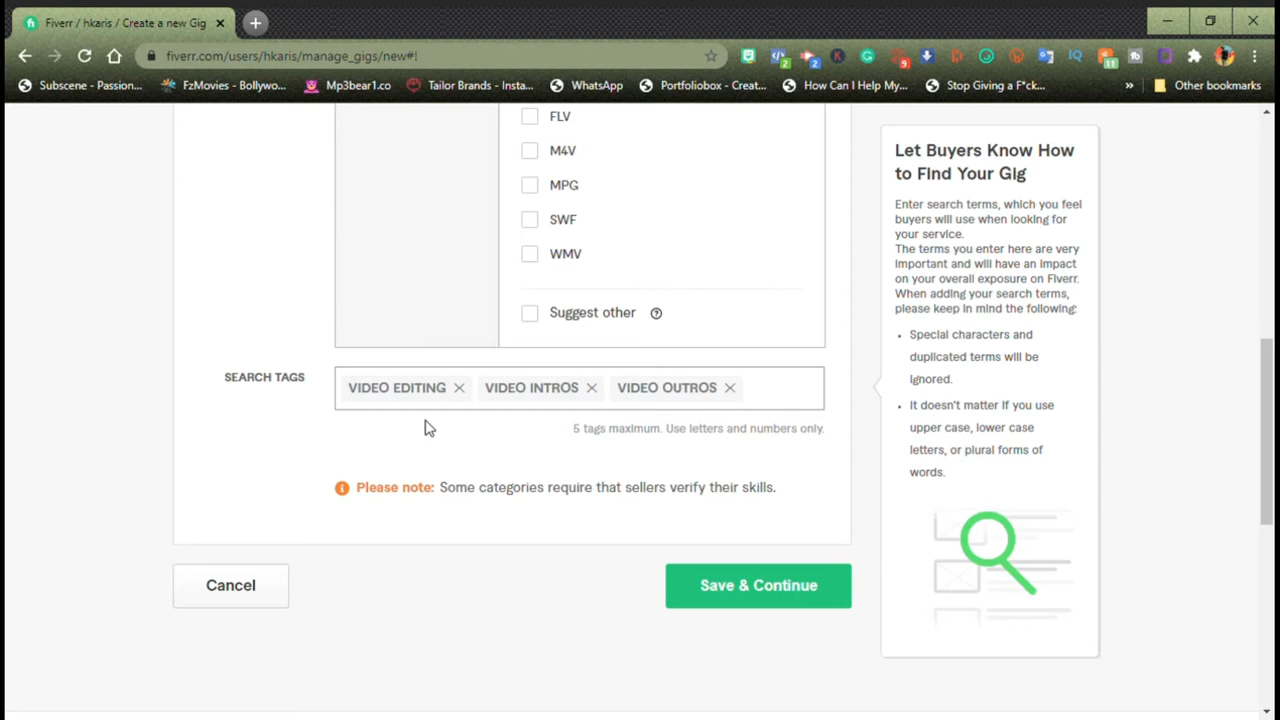 Fiverr / hkaris / Create a new Gig
fiverr.com/users/hkaris/manage_gigs/new#!
2
2
9
IQ
11
Subscene - Passion...
FzMovies - Bollywo...
Mp3bear1.co
Tailor Brands - Insta...
WhatsApp
Portfoliobox - Creat...
How Can I Help My...
Stop Giving a F*ck...
»
Other bookmarks
FLV
M4V
MPG
SWF
WMV
Suggest other ?
SEARCH TAGS
VIDEO EDITING
VIDEO INTROS
VIDEO OUTROS
5 tags maximum. Use letters and numbers only.
Please note: Some categories require that sellers verify their skills.
Cancel
Save & Continue
Let Buyers Know How
to Find Your Gig
Enter search terms, which you feel
buyers will use when looking for
your service.
The terms you enter here are very
important and will have an impact
on your overall exposure on Fiverr.
When adding your search terms,
please keep in mind the following:
• Special characters and
duplicated terms will be
ignored.
• It doesn't matter if you use
upper case, lower case
letters, or plural forms of
words.